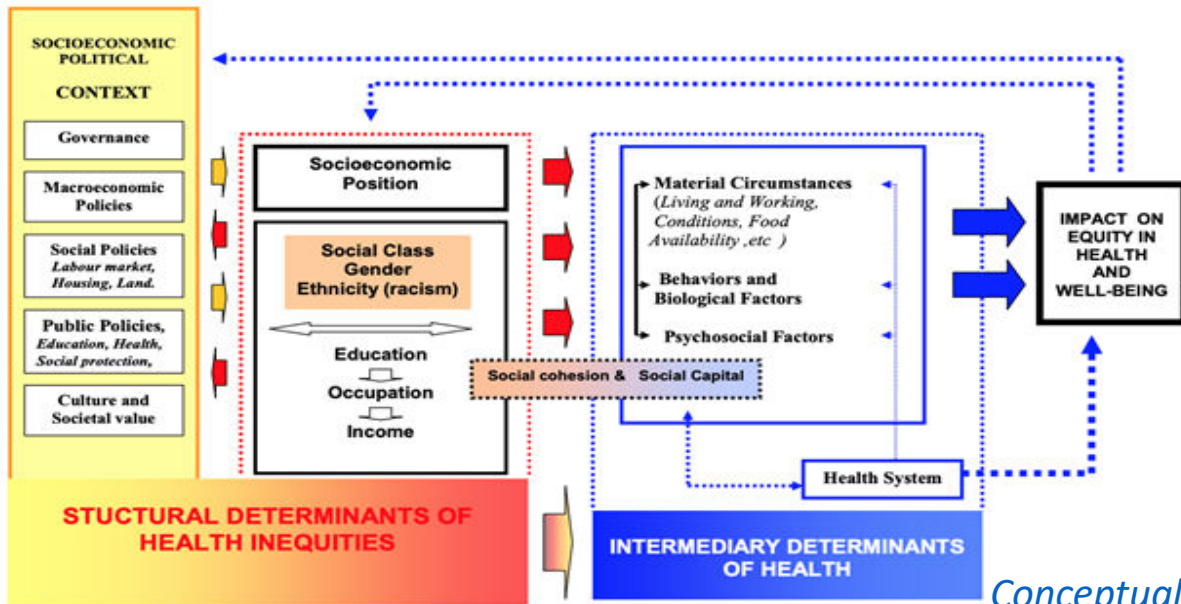 SOCIOECONOMIC
POLITICAL
CONTEXT
Governance
Macroeconomic
Policies
Social Policies
Labour market,
Housing, Land.
Public Policies,
Education, Health,
Social protection,
Culture and
Societal value
Socioeconomic
Position
Social Class
Gender
Ethnicity (racism)
Education
Occupation
Income
Social cohesion & Social Capital
Material Circumstances
(Living and Working,
Conditions, Food
Availability ,etc )
Behaviors and
Biological Factors
Psychosocial Factors
Health System
IMPACT ON
EQUITY IN
HEALTH
AND
WELL-BEING
STUCTURAL DETERMINANTS OF
HEALTH INEQUITIES
INTERMEDIARY DETERMINANTS
OF HEALTH
Conceptual